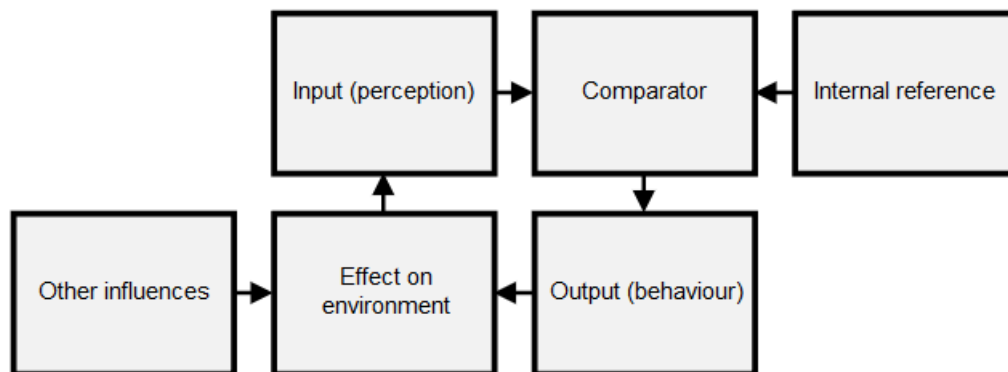 Input (perception)
Comparator
Internal reference
Other influences
Effect on
environment
Output (behaviour)